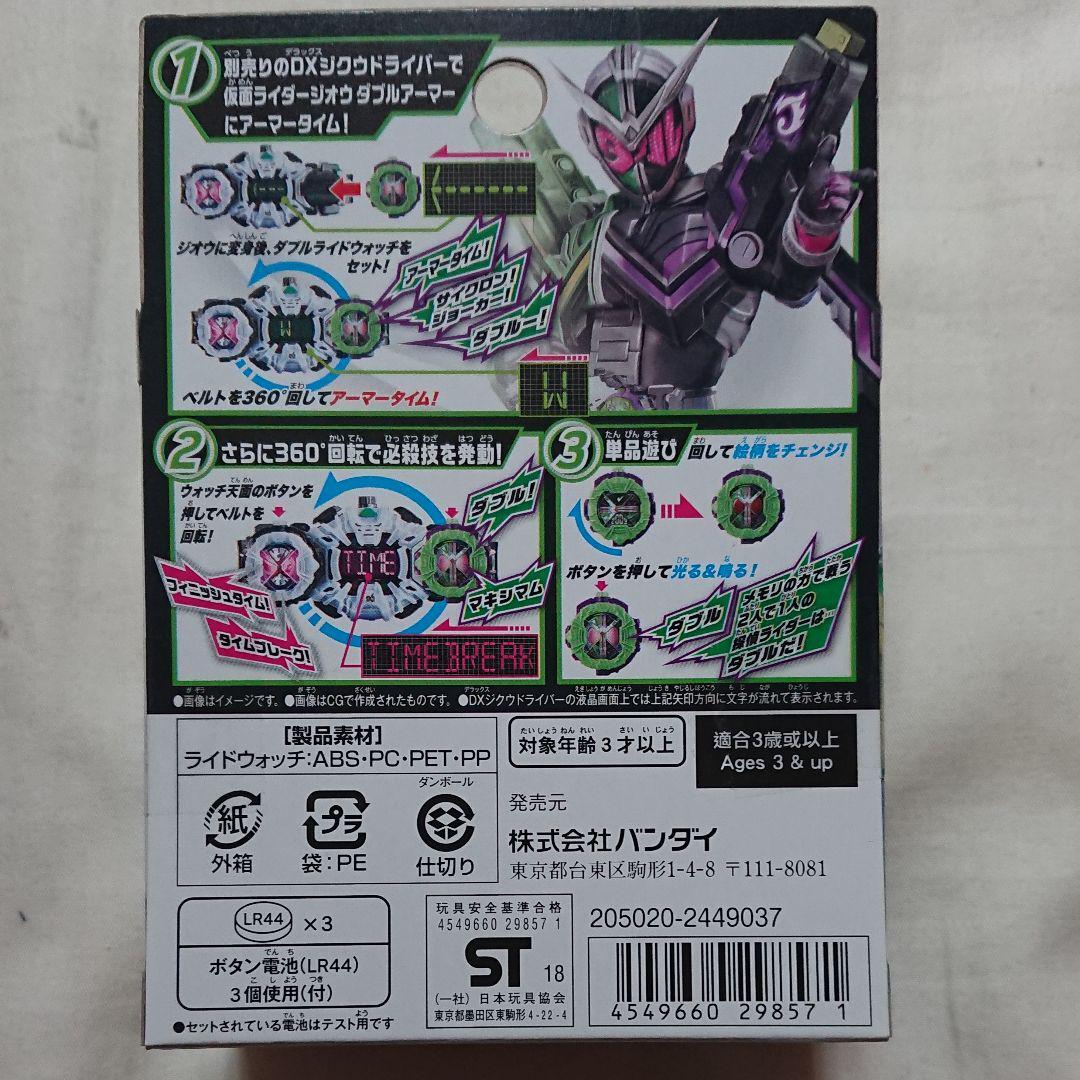 1
別売りのDXジクウドライバーで
仮面ライダージオウ ダブルアーマー
にアーマータイム!
ジオウに変身後、ダブルライドウォッチを
セット!
アーマータイム!
サイクロン!
ジョーカー!
ダブルー!
W
W
ベルトを360°回してアーマータイム!
2 さらに360°回転で必殺技を発動!
ウォッチ天面のボタンを
押してベルトを
回転!
ダブル!
TIME
マキシマム
フィニッシュタイム!
タイムブレーク!
TIMEBREAK
3 単品遊び 回して絵柄をチェンジ!
ボタンを押して光る&鳴る!
ダブル
メモリの力で戦う
2人で1人の
探偵ライダーは…
ダブルだ!
●画像はイメージです。 ●画像はCGで作成されたものです。 ●DXジクウドライバーの液晶画面上では上記矢印方向に文字が流れて表示されます。
[製品素材]
ライドウォッチ:ABS・PC・PET・PP
対象年齢3才以上
適合3歳或以上
Ages 3 & up
紙
外箱
プラ
袋:PE
ダンボール
仕切り
発売元
株式会社バンダイ
東京都台東区駒形1-4-8 〒111-8081
LR44 ×3
ボタン電池(LR44)
3個使用(付)
●セットされている電池はテスト用です
玩具安全基準合格
4549660 29857 1
ST 18
(一社) 日本玩具協会
東京都墨田区東駒形4-22-4
205020-2449037
4549660 298571